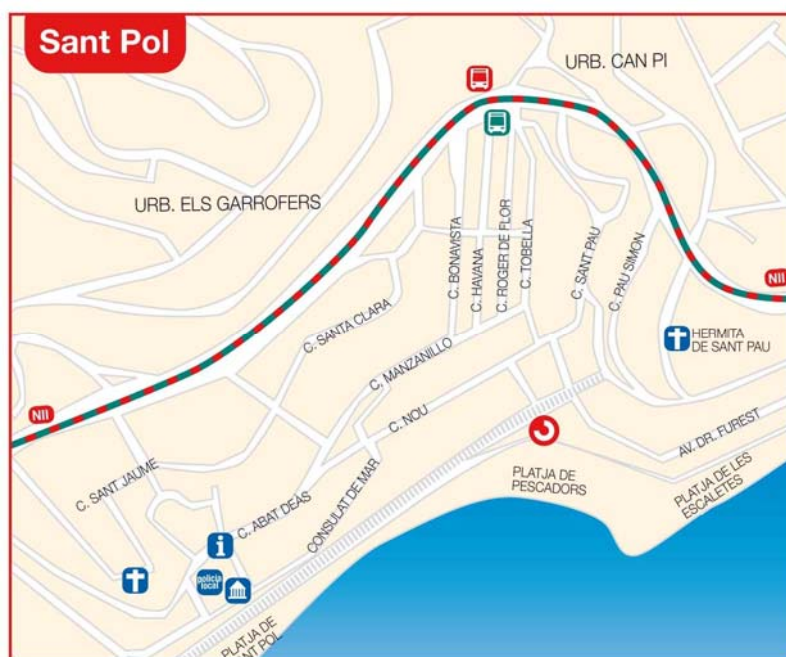 Sant Pol
URB. CAN PI
URB. ELS GARROFERS
C. BONAVISTA
C. HAVANA
C. ROGER DE FLOR
C. TOBELLA
C. SANT PAU
C. PAU SIMON
NII
HERMITA
DE SANT PAU
C. SANTA CLARA
C. MANZANILLO
C. NOU
NII
AV. DR. FUREST
C. SANT JAUME
PLATJA DE
PESCADORS
PLATJA DE LES
ESCALETES
CONSULAT DE MAR
C. ABAT DEÀS
i
policia
local
PLATJA DE
SANT POL